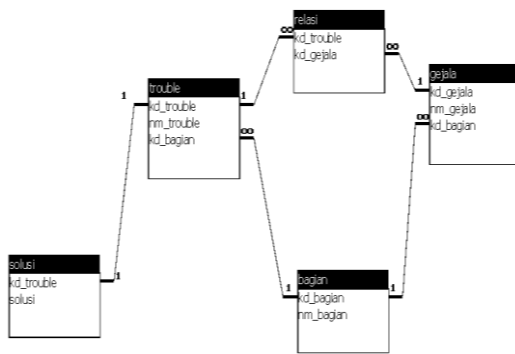 relasi
kd_trouble
kd_gejala
∞
∞
gejala
kd_gejala
nm_gejala
kd_bagian
1
∞
trouble
kd_trouble
nm_trouble
kd_bagian
1
1
∞
solusi
kd_trouble
solusi
1
bagian
kd_bagian
nm_bagian
1
1